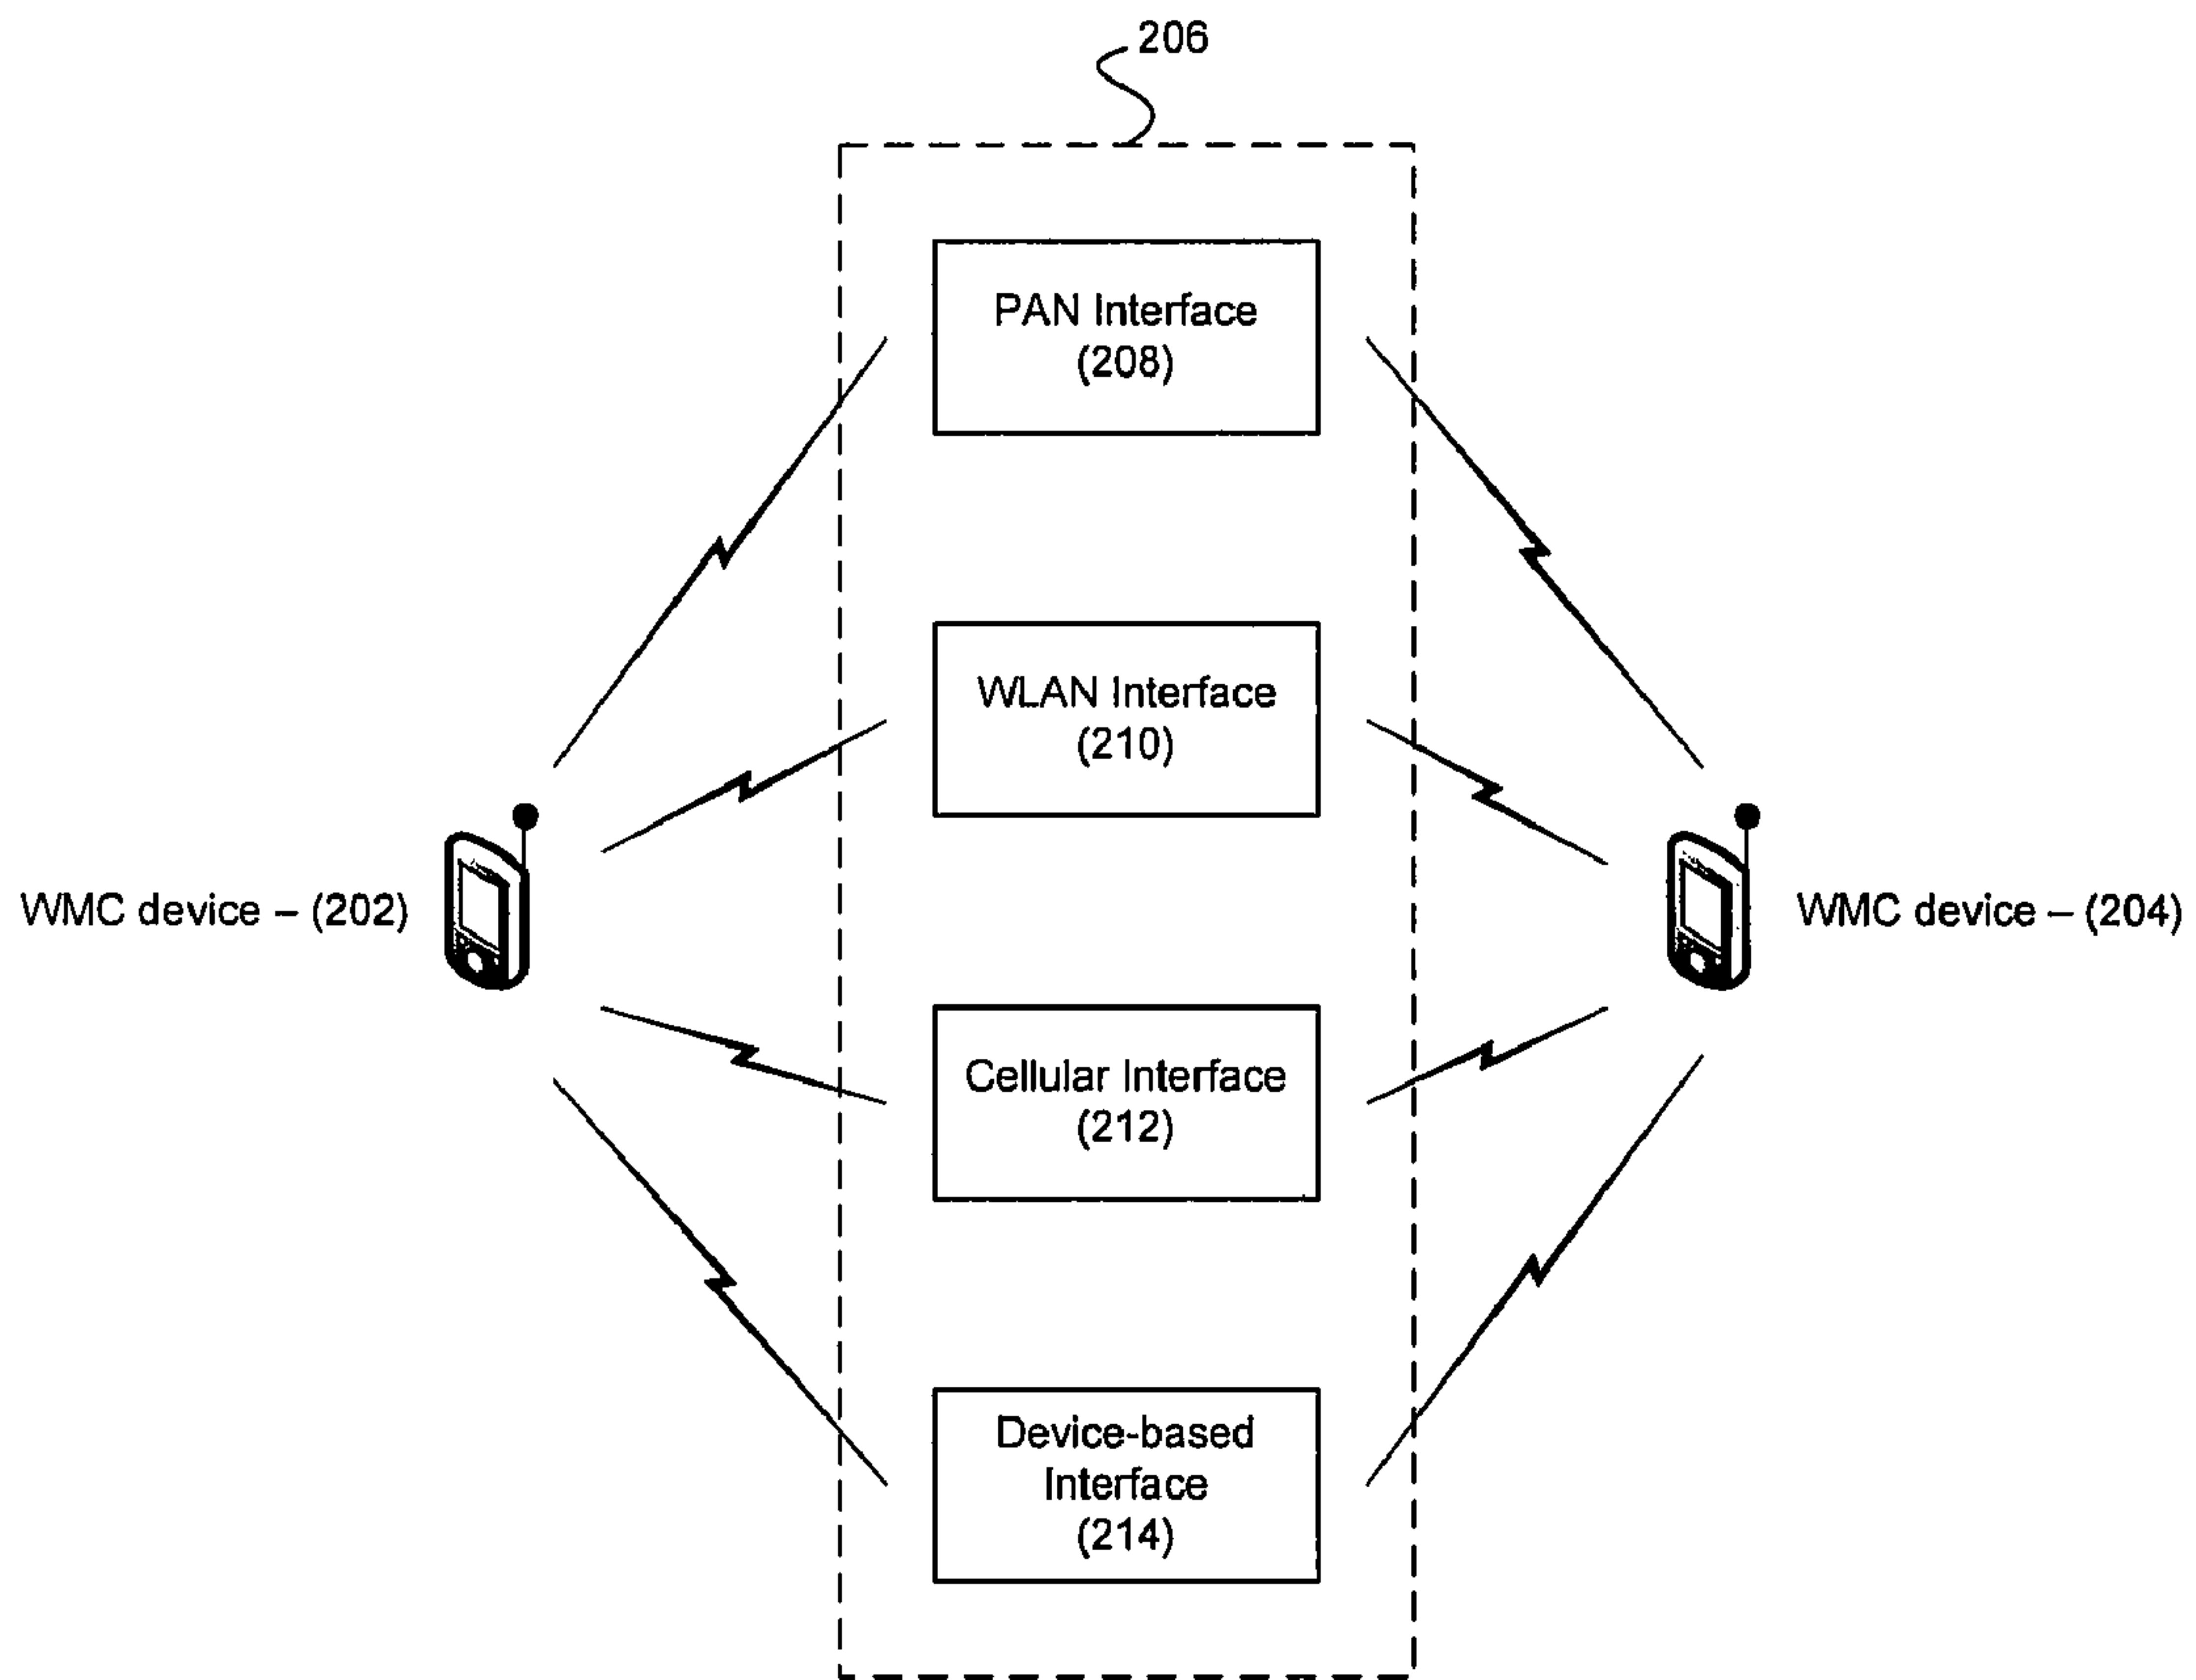 206
PAN Interface
(208)
WLAN Interface
(210)
WMC device – (202)
WMC device – (204)
Cellular Interface
(212)
Device-based
Interface
(214)